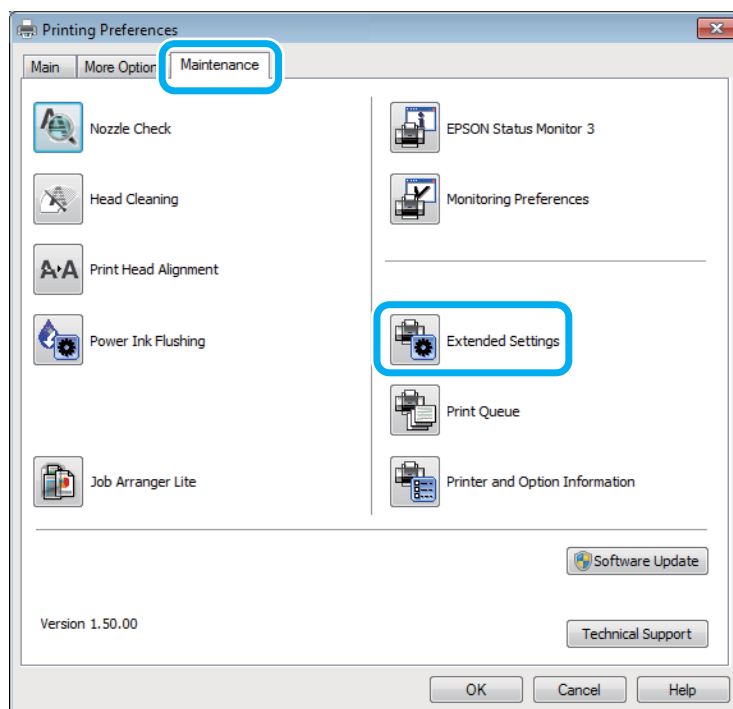 Printing Preferences
Main
More Option
Maintenance
Nozzle Check
Head Cleaning
A▸A
Print Head Alignment
Power Ink Flushing
Job Arranger Lite
EPSON Status Monitor 3
Monitoring Preferences
Extended Settings
Print Queue
Printer and Option Information
Software Update
Version 1.50.00
Technical Support
OK
Cancel
Help